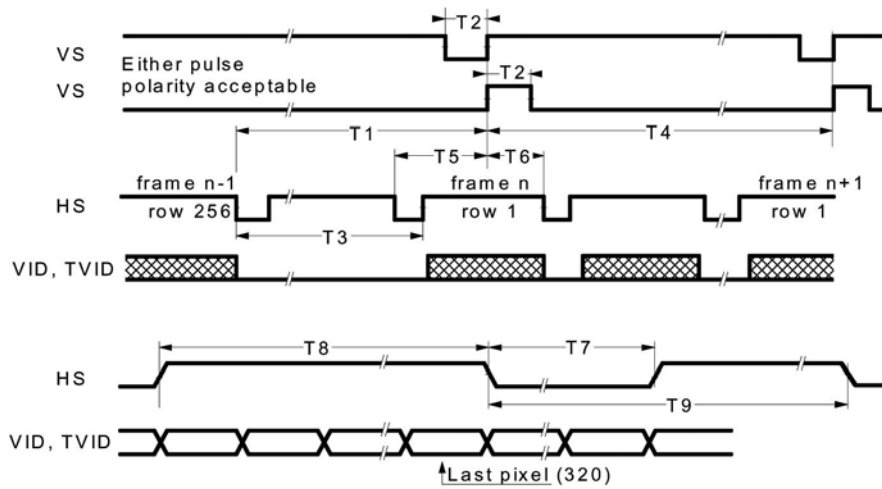 T2
VS
Either pulse
polarity acceptable
T2
VS
T1
T4
T5
T6
frame n-1
frame n
frame n+1
HS
row 256
row 1
row 1
T3
VID, TVID
T8
T7
HS
T9
VID, TVID
Last pixel (320)